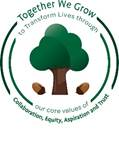 Together We Grow
to Transform Lives through
our core values of
Collaboration, Equity, Aspiration and Trust